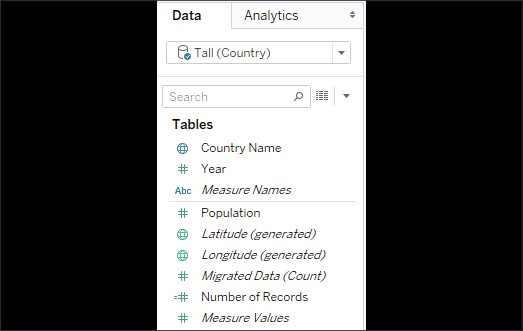 Data Analytics
Tall (Country)
Search
Tables
Country Name
Year
Abc Measure Names
Population
Latitude (generated)
Longitude (generated)
Migrated Data (Count)
Number of Records
Measure Values